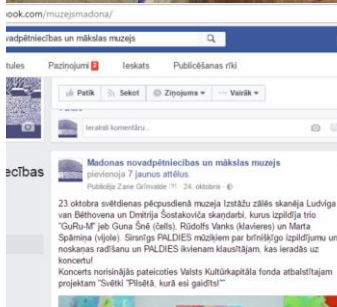 ook.com/muzejsmadona/
vadpētniecības un mākslas muzejs
tules Paziņojumi 2 Ieskats Publicēšanas rīki
Patīk Sekot Ziņojums Vairāk
Ierakstī komentāru...
ecības
Madonas novadpētniecības un mākslas muzejs
pievienoja 7 jaunus attēlus.
Publicēja Zane Grīnvalde · 24. oktobris ·
23.oktobra svētdienas pēcpusdienā muzeja Izstāžu zālēs skanēja Ludviga
van Bēthovena un Dmitrija Šostakoviča skaņdarbi, kurus izpildīja trio
"GuRu-M" jeb Guna Šnē (čells), Rūdolfs Vanks (klavieres) un Marta
Spārniņa (vijole). Sirsnīgs PALDIES mūziķiem par brīnišķīgo izpildījumu un
noskaņas radīšanu un PALDIES ikvienam klausītājam, kas ieradās uz
koncertu!
Koncerts norisinājās pateicoties Valsts Kultūrkapitāla fonda atbalstītajam
projektam "Svētki "Pilsētā, kurā esi gaidīts!""